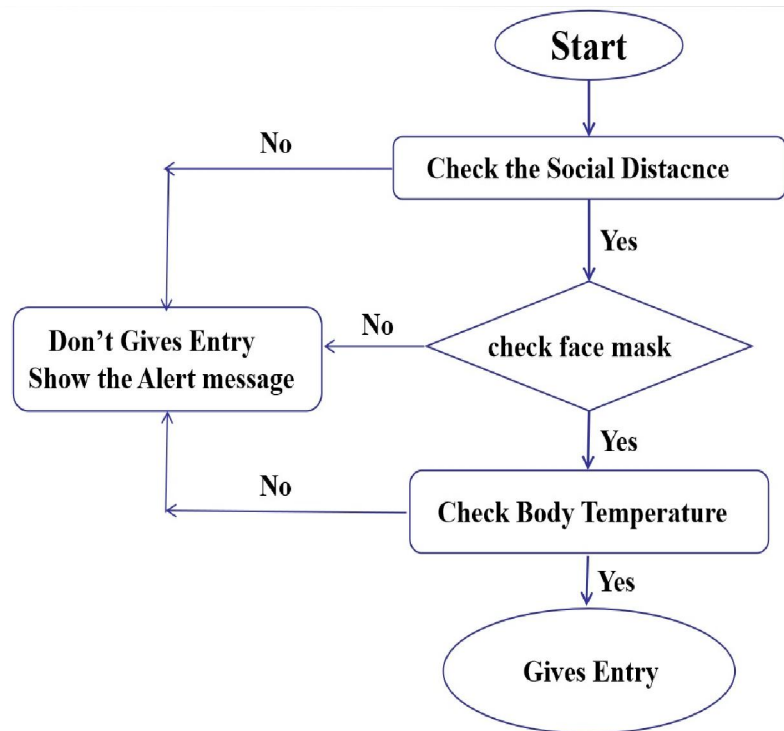 Start
No
Check the Social Distacnce
Yes
Don't Gives Entry
Show the Alert message
No
check face mask
Yes
No
Check Body Temperature
Yes
Gives Entry